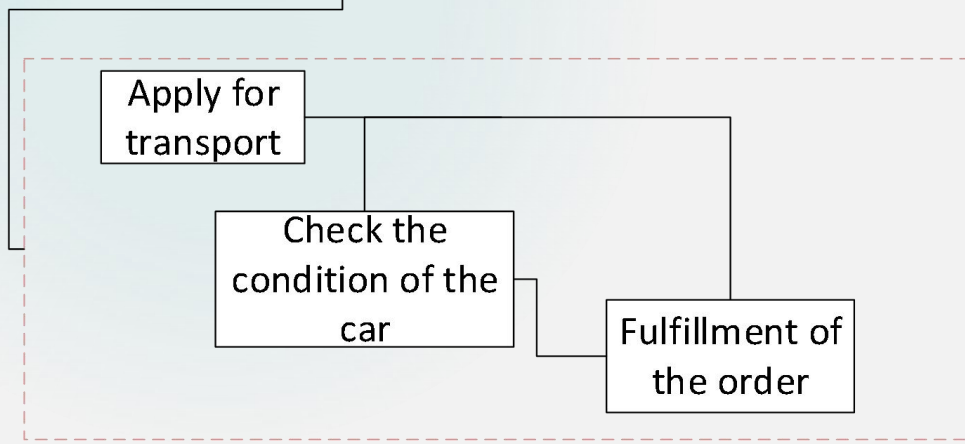 Apply for
transport
Check the
condition of the
car
Fulfillment of
the order